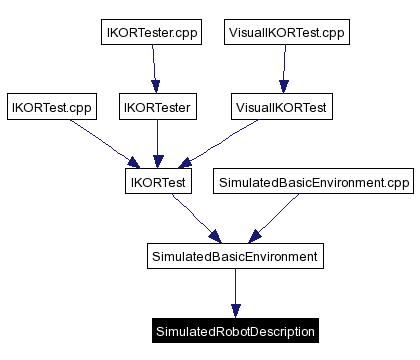 IKORTester.cpp
VisualIKORTest.cpp
IKORTest.cpp
IKORTester
VisualIKORTest
IKORTest
SimulatedBasicEnvironment.cpp
SimulatedBasicEnvironment
SimulatedRobotDescription